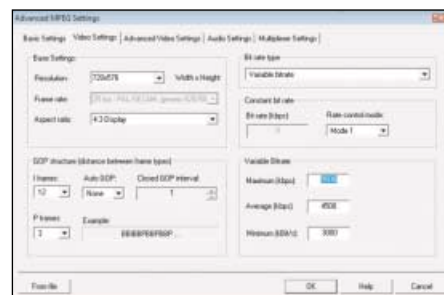 Advanced MPEG Settings
Basic Settings | Video Settings | Advanced Video Settings | Audio Settings | Multiplexer Settings
Basic Settings
Resolution: 720x576 Width x Height
Frame rate:
Aspect ratio: 4:3 Display
Bit rate type
Variable bitrate
Constant bit rate
Bit rate (kbps) Rate control mode:
0 Mode 1
GOP structure (distance between frame types)
I frames: Auto GOP: Closed GOP interval:
12 None 1
P frames: Example:
3
Variable Bitrate
Maximum (kbps)
Average (kbps) 4500
Minimum 3000
From file OK Help Cancel